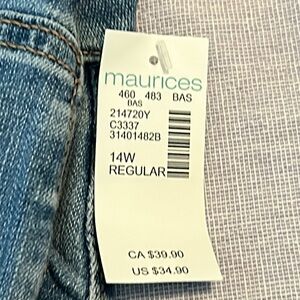 maurices
460 483 BAS
BAS
214720Y
C3337
31401482B
14W
REGULAR
CA $39.90
US $34.90